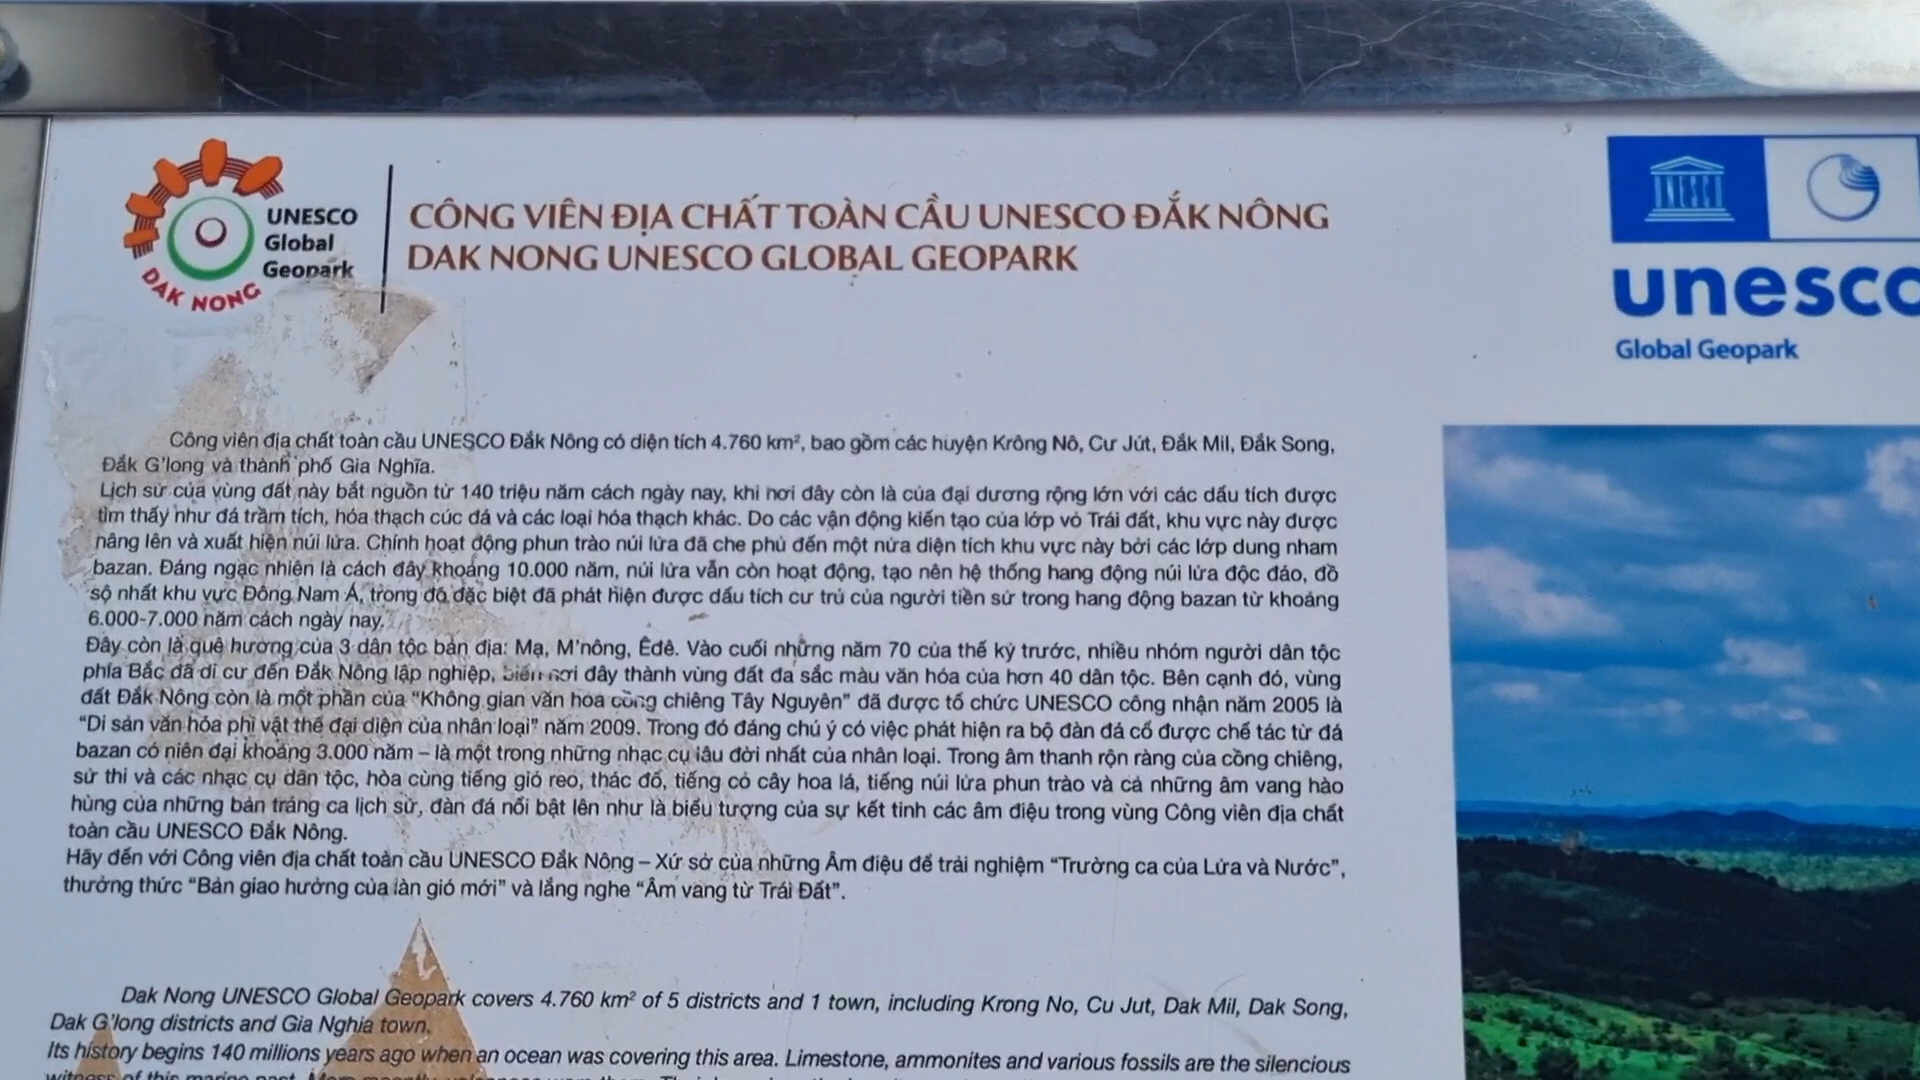 UNESCO
Global
Geopark
DAK NONG
CÔNG VIÊN ĐỊA CHẤT TOÀN CẦU UNESCO ĐẮK NÔNG
DAK NONG UNESCO GLOBAL GEOPARK
UNESCO
unesco
Global Geopark
Công viên địa chất toàn cầu UNESCO Đắk Nông có diện tích 4.760 km², bao gồm các huyện Krông Nô, Cư Jút, Đắk Mil, Đắk Song,
Đắk G'long và thành phố Gia Nghĩa.
Lịch sử của vùng đất này bắt nguồn từ 140 triệu năm cách ngày nay, khi nơi đây còn là của đại dương rộng lớn với các dấu tích được
tìm thấy như đá trầm tích, hóa thạch cúc đá và các loại hóa thạch khác. Do các vận động kiến tạo của lớp vỏ Trái đất, khu vực này được
nâng lên và xuất hiện núi lửa. Chính hoạt động phun trào núi lửa đã che phủ đến một nửa diện tích khu vực này bởi các lớp dung nham
bazan. Đáng ngạc nhiên là cách đây khoảng 10.000 năm, núi lửa vẫn còn hoạt động, tạo nên hệ thống hang động núi lửa độc đáo, đồ
sộ nhất khu vực Đông Nam Á, trong đó đặc biệt đã phát hiện được dấu tích cư trú của người tiền sử trong hang động bazan từ khoảng
6.000-7.000 năm cách ngày nay.
Đây còn là quê hương của 3 dân tộc bản địa: Mạ, M'nông, Êđê. Vào cuối những năm 70 của thế kỷ trước, nhiều nhóm người dân tộc
phía Bắc đã di cư đến Đắk Nông lập nghiệp, biến nơi đây thành vùng đất đa sắc màu văn hóa của hơn 40 dân tộc. Bên cạnh đó, vùng
đất Đắk Nông còn là một phần của “Không gian văn hóa cồng chiêng Tây Nguyên” đã được tổ chức UNESCO công nhận năm 2005 là
“Di sản văn hóa phi vật thể đại diện của nhân loại” năm 2009. Trong đó đáng chú ý có việc phát hiện ra bộ đàn đá cổ được chế tác từ đá
bazan có niên đại khoảng 3.000 năm – là một trong những nhạc cụ lâu đời nhất của nhân loại. Trong âm thanh rộn ràng của cồng chiêng,
sử thi và các nhạc cụ dân tộc, hòa cùng tiếng gió reo, thác đổ, tiếng cỏ cây hoa lá, tiếng núi lửa phun trào và cả những âm vang hào
hùng của những bản tráng ca lịch sử, đàn đá nổi bật lên như là biểu tượng của sự kết tinh các âm điệu trong vùng Công viên địa chất
toàn cầu UNESCO Đắk Nông.
Hãy đến với Công viên địa chất toàn cầu UNESCO Đắk Nông – Xứ sở của những Âm điệu để trải nghiệm “Trường ca của Lửa và Nước”,
thưởng thức “Bản giao hưởng của làn gió mới” và lắng nghe “Âm vang từ Trái Đất”.
Dak Nong UNESCO Global Geopark covers 4.760 km² of 5 districts and 1 town, including Krong No, Cu Jut, Dak Mil, Dak Song,
Dak G'long districts and Gia Nghia town.
Its history begins 140 millions years ago when an ocean was covering this area. Limestone, ammonites and various fossils are the silencious